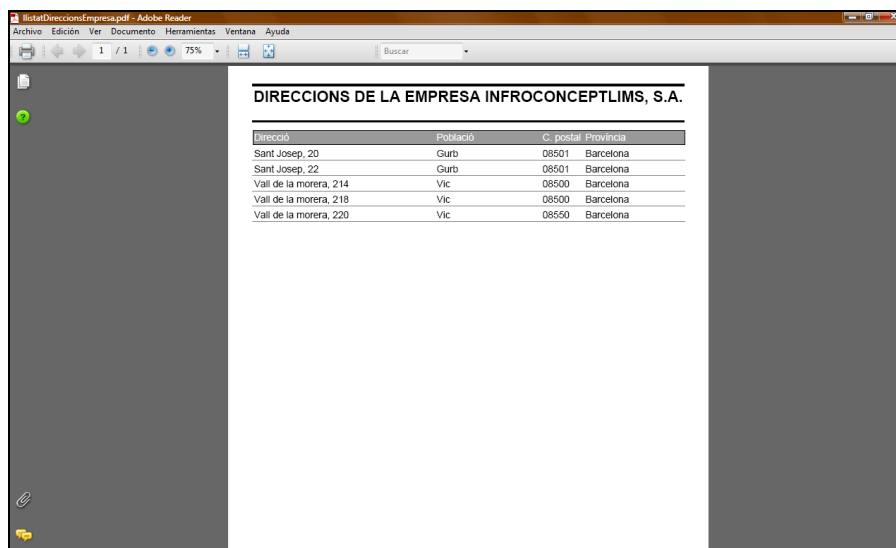 llistatDireccionsEmpresa.pdf - Adobe Reader
Archivo Edición Ver Documento Herramientas Ventana Ayuda
1 / 1 75% Buscar
DIRECCIONS DE LA EMPRESA INFROCONCEPTLIMS, S.A.
Direcció Població C. postal Província
Sant Josep, 20 Gurb 08501 Barcelona
Sant Josep, 22 Gurb 08501 Barcelona
Vall de la morera, 214 Vic 08500 Barcelona
Vall de la morera, 218 Vic 08500 Barcelona
Vall de la morera, 220 Vic 08550 Barcelona